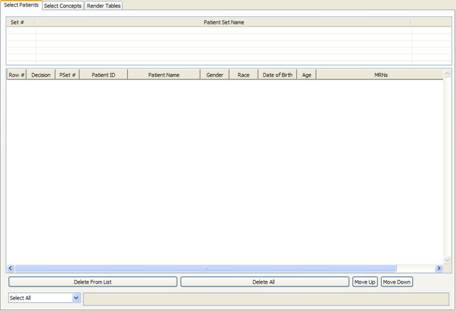 Select Patients Select Concepts Render Tables
Set # Patient Set Name
Row # Decision PSet # Patient ID Patient Name Gender Race Date of Birth Age MRNs
Delete From List Delete All Move Up Move Down
Select All